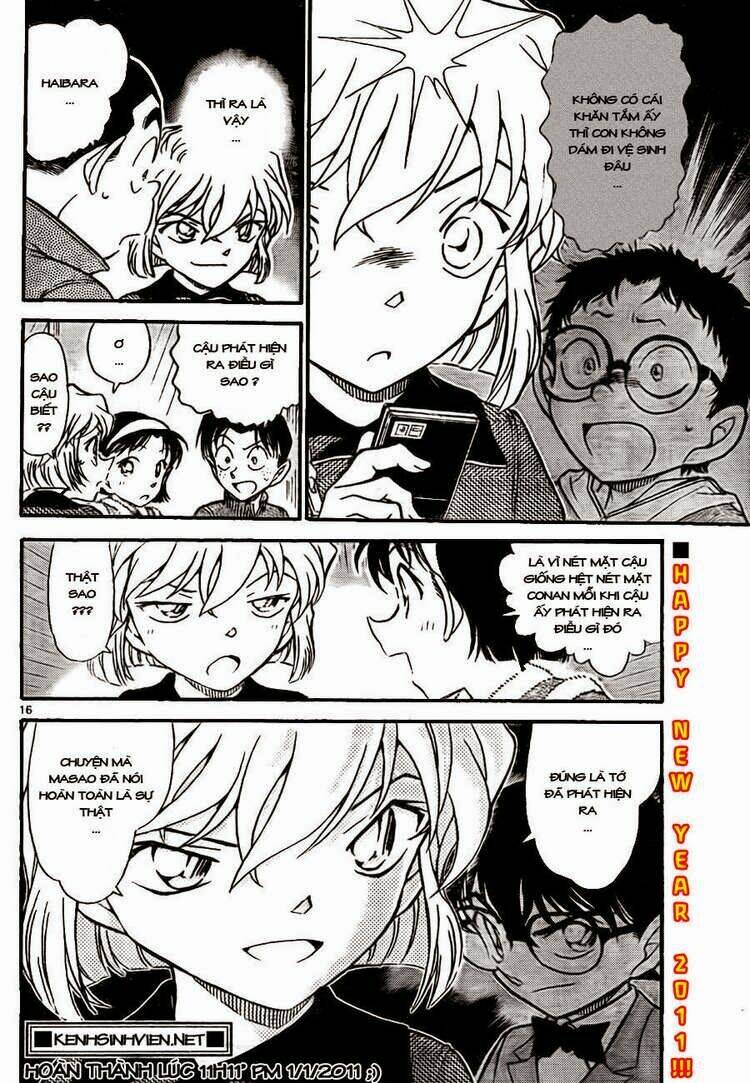 KHÔNG CÓ CÁI
KHĂN TẮM ẤY
THÌ CON KHÔNG
DÁM ĐI VỆ SINH
ĐÂU
...
THÌ RA LÀ
VẬY
...
HAIBARA
...
CẬU PHÁT HIỆN
RA ĐIỀU GÌ
SAO ?
Ơ
...
SAO
CẬU
BIẾT
??
LÀ VÌ NÉT MẶT CẬU
GIỐNG HỆT NÉT MẶT
CONAN MỖI KHI CẬU
ẤY PHÁT HIỆN RA
ĐIỀU GÌ ĐÓ
...
THẬT
SAO
???
16
ĐÚNG LÀ TỚ
ĐÃ PHÁT HIỆN
RA
...
CHUYỆN MÀ
MASAO ĐÃ NÓI
HOÀN TOÀN LÀ SỰ
THẬT
...
HAPPY NEW YEAR 2011!!!
KENHSINHVIEN.NET
HOÀN THÀNH LÚC 11H11' PM 1/1/2011 ;)